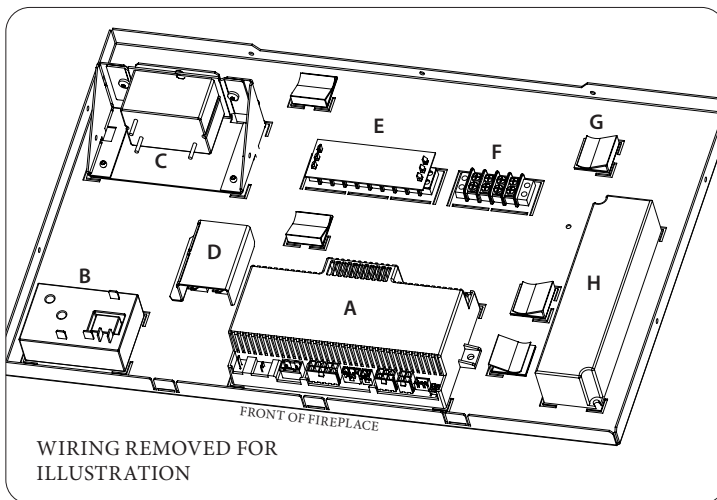 E
F
G
C
D
H
B
A
FRONT OF FIREPLACE
WIRING REMOVED FOR
ILLUSTRATION